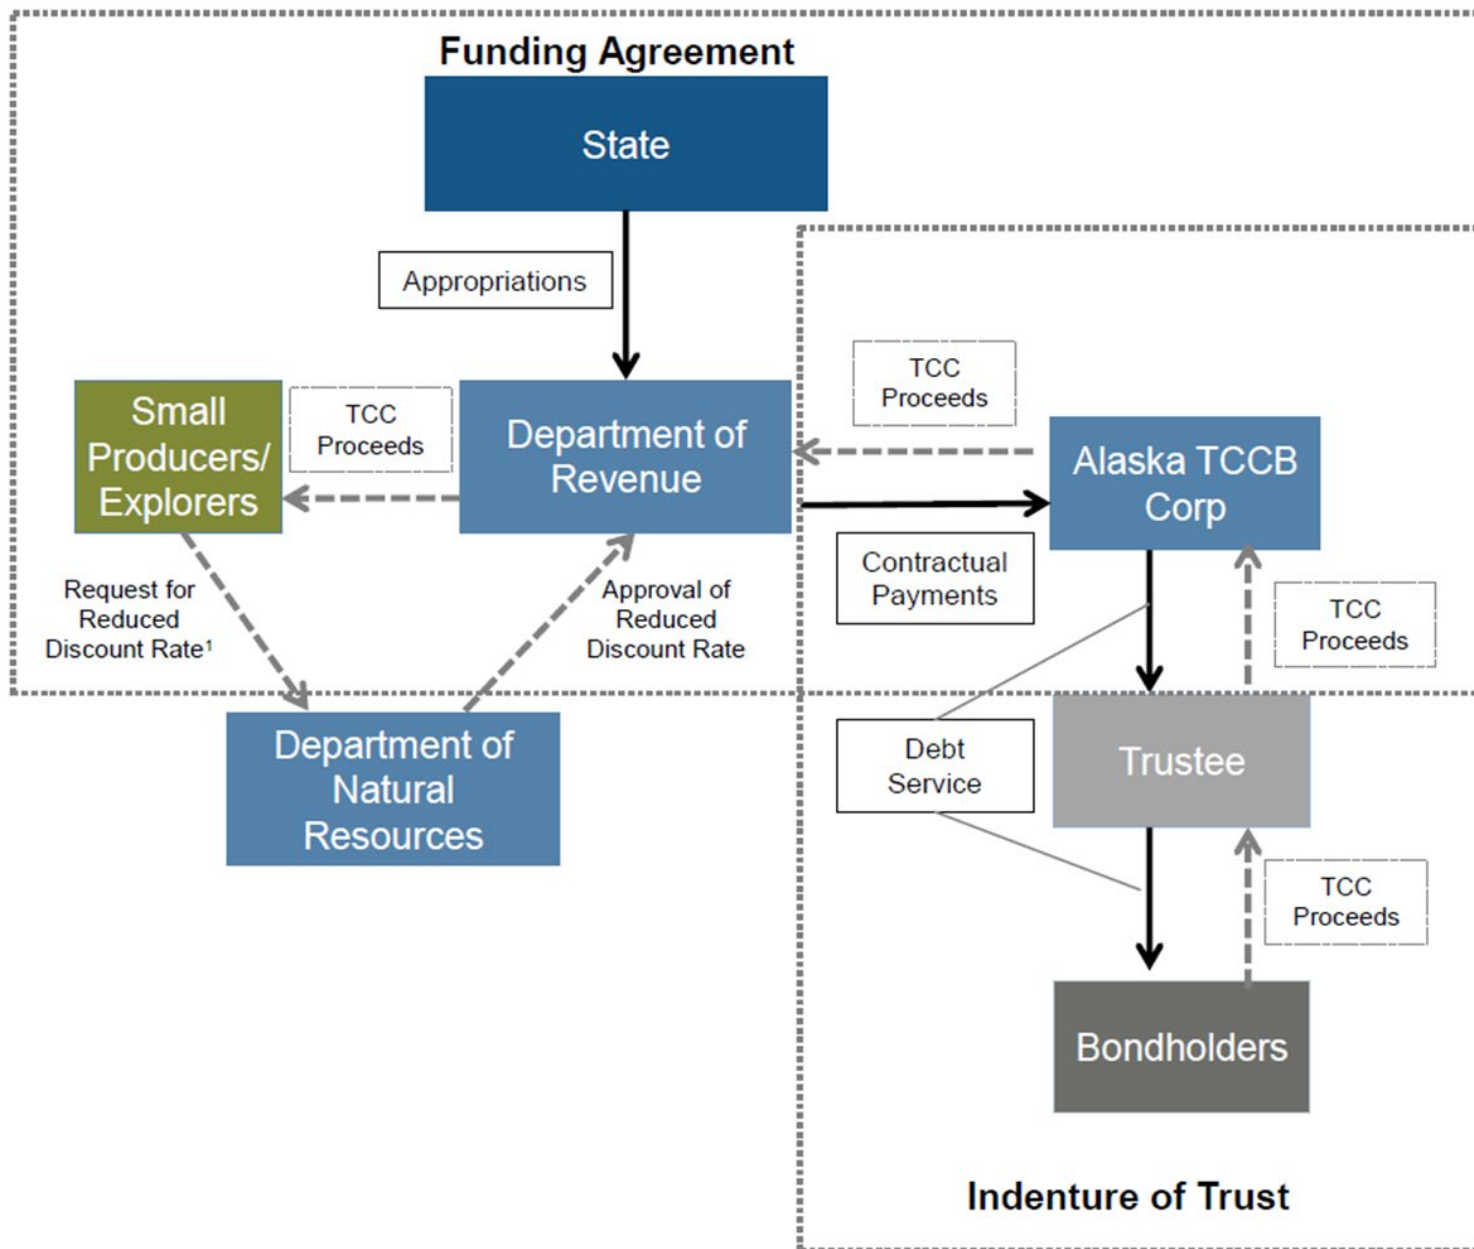 Funding Agreement
State
Appropriations
TCC
Proceeds
Small
Producers/
Explorers
TCC
Proceeds
Department of
Revenue
Alaska TCCB
Corp
Contractual
Payments
Request for
Reduced
Discount Rate¹
Approval of
Reduced
Discount Rate
TCC
Proceeds
Department of
Natural
Resources
Debt
Service
Trustee
TCC
Proceeds
Bondholders
Indenture of Trust